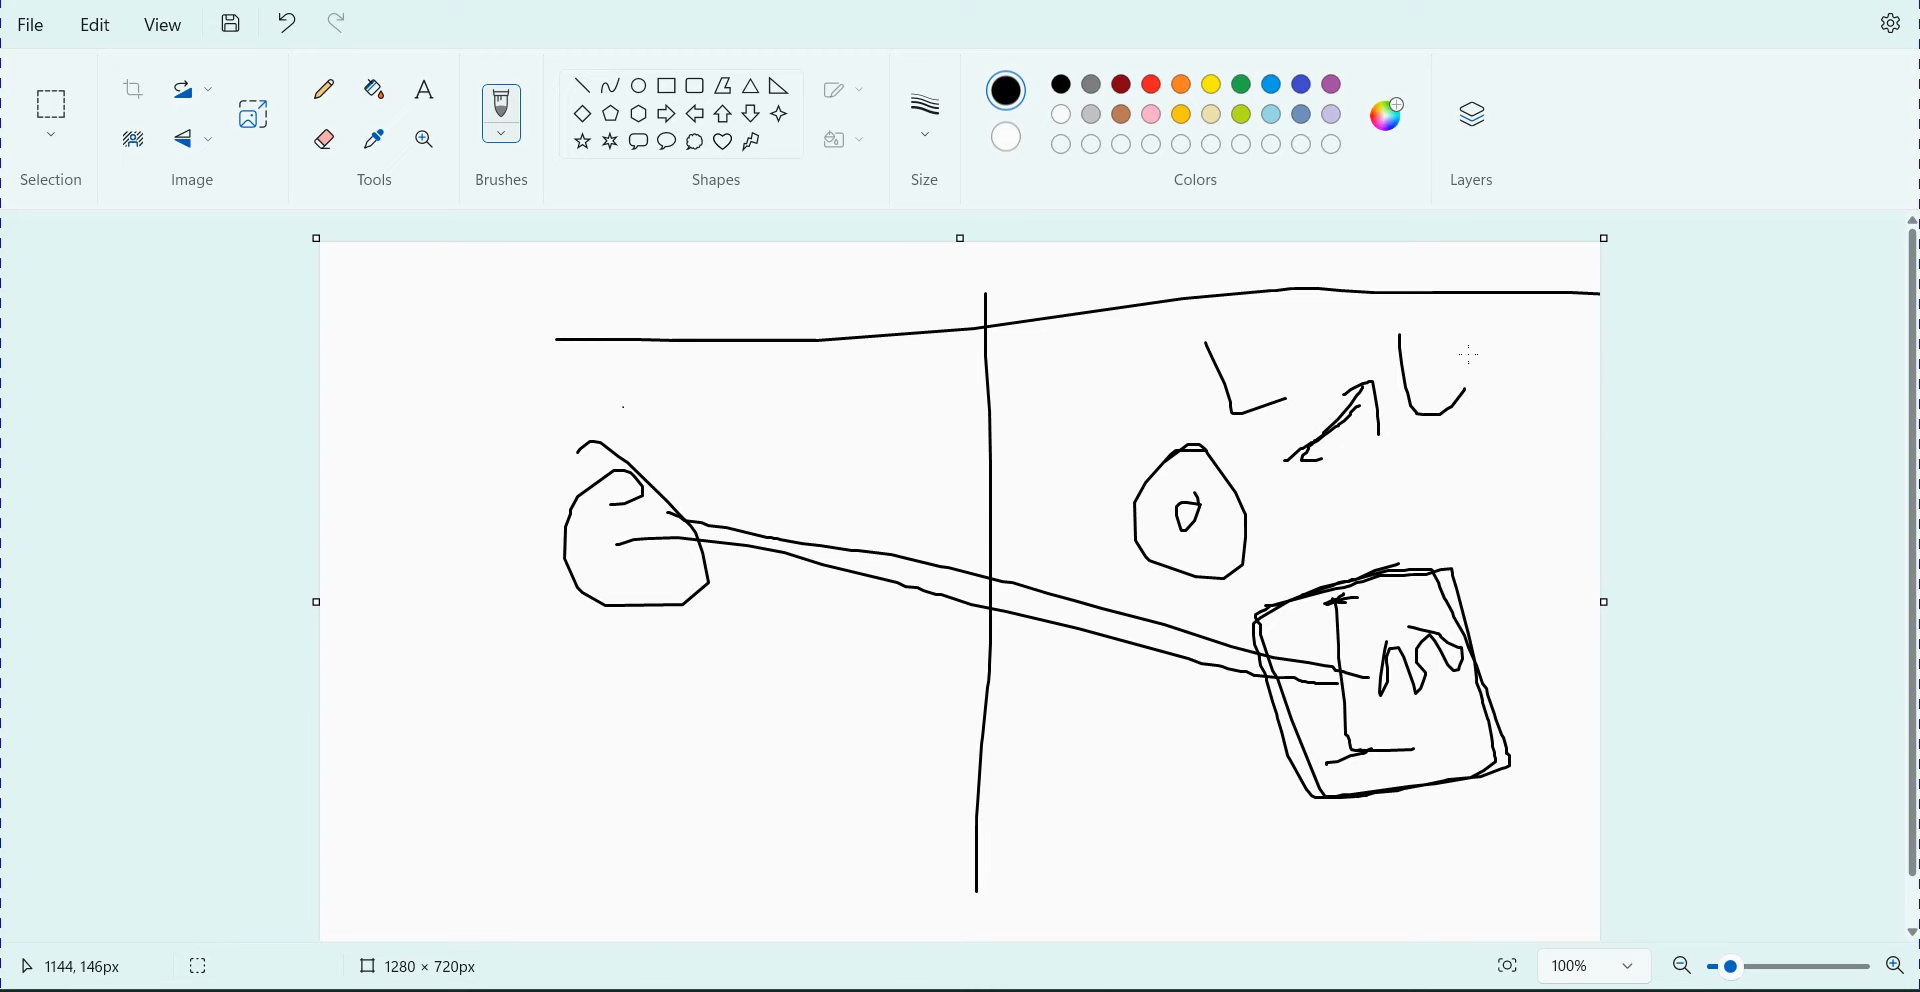 File Edit View
Selection Image Tools Brushes Shapes Size Colors Layers
L U
1144, 146px 1280 × 720px 100%